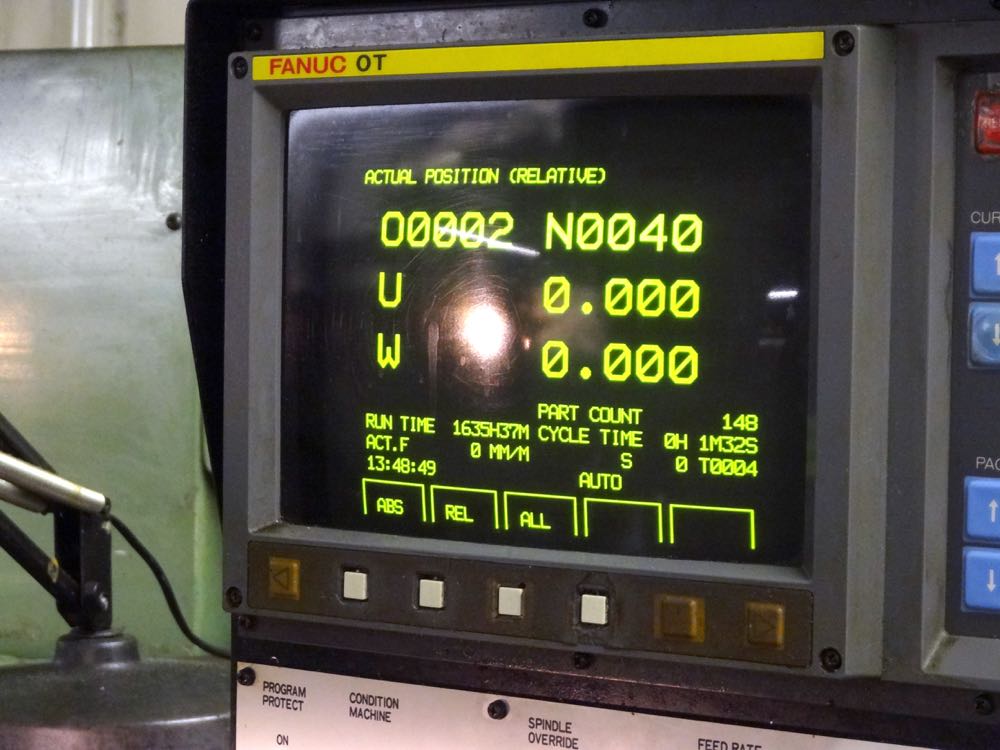 FANUC 0T
ACTUAL POSITION (RELATIVE)
O0002 N0040
U 0.000
W 0.000
PART COUNT 148
RUN TIME 1635H37M CYCLE TIME 0H 1M32S
ACT.F 0 MM/M S 0 T0004
13:48:49 AUTO
ABS REL ALL
CUR
PAG
PROGRAM PROTECT
CONDITION MACHINE
ON
SPINDLE OVERRIDE
FEED RATE